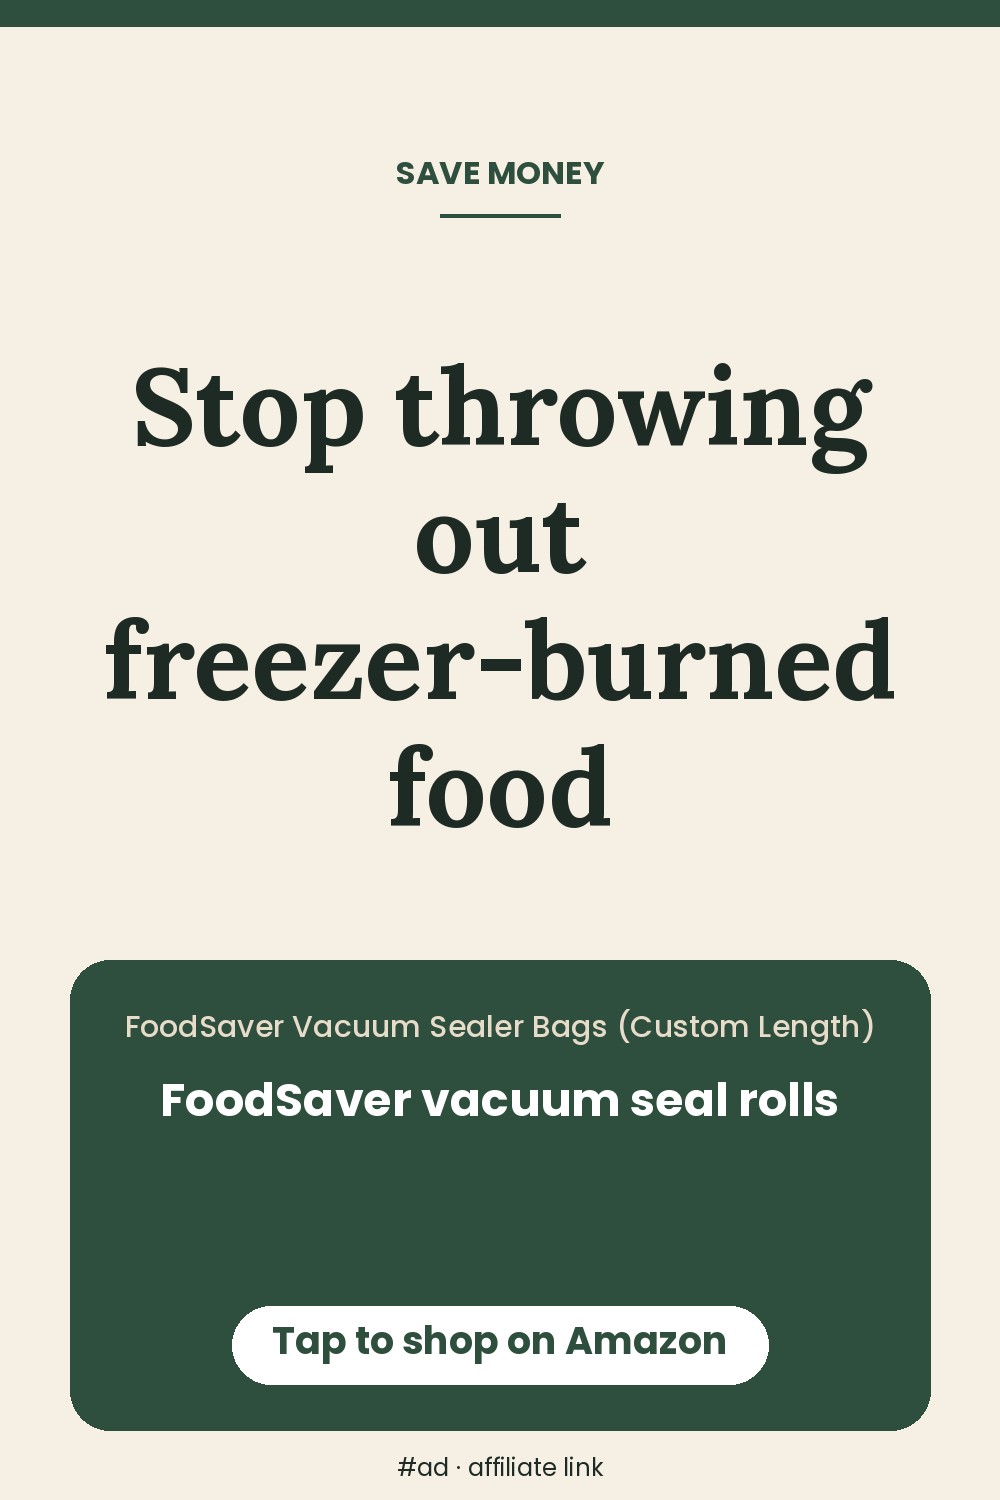 SAVE MONEY
Stop throwing
out
freezer-burned
food
FoodSaver Vacuum Sealer Bags (Custom Length)
FoodSaver vacuum seal rolls
Tap to shop on Amazon
#ad · affiliate link